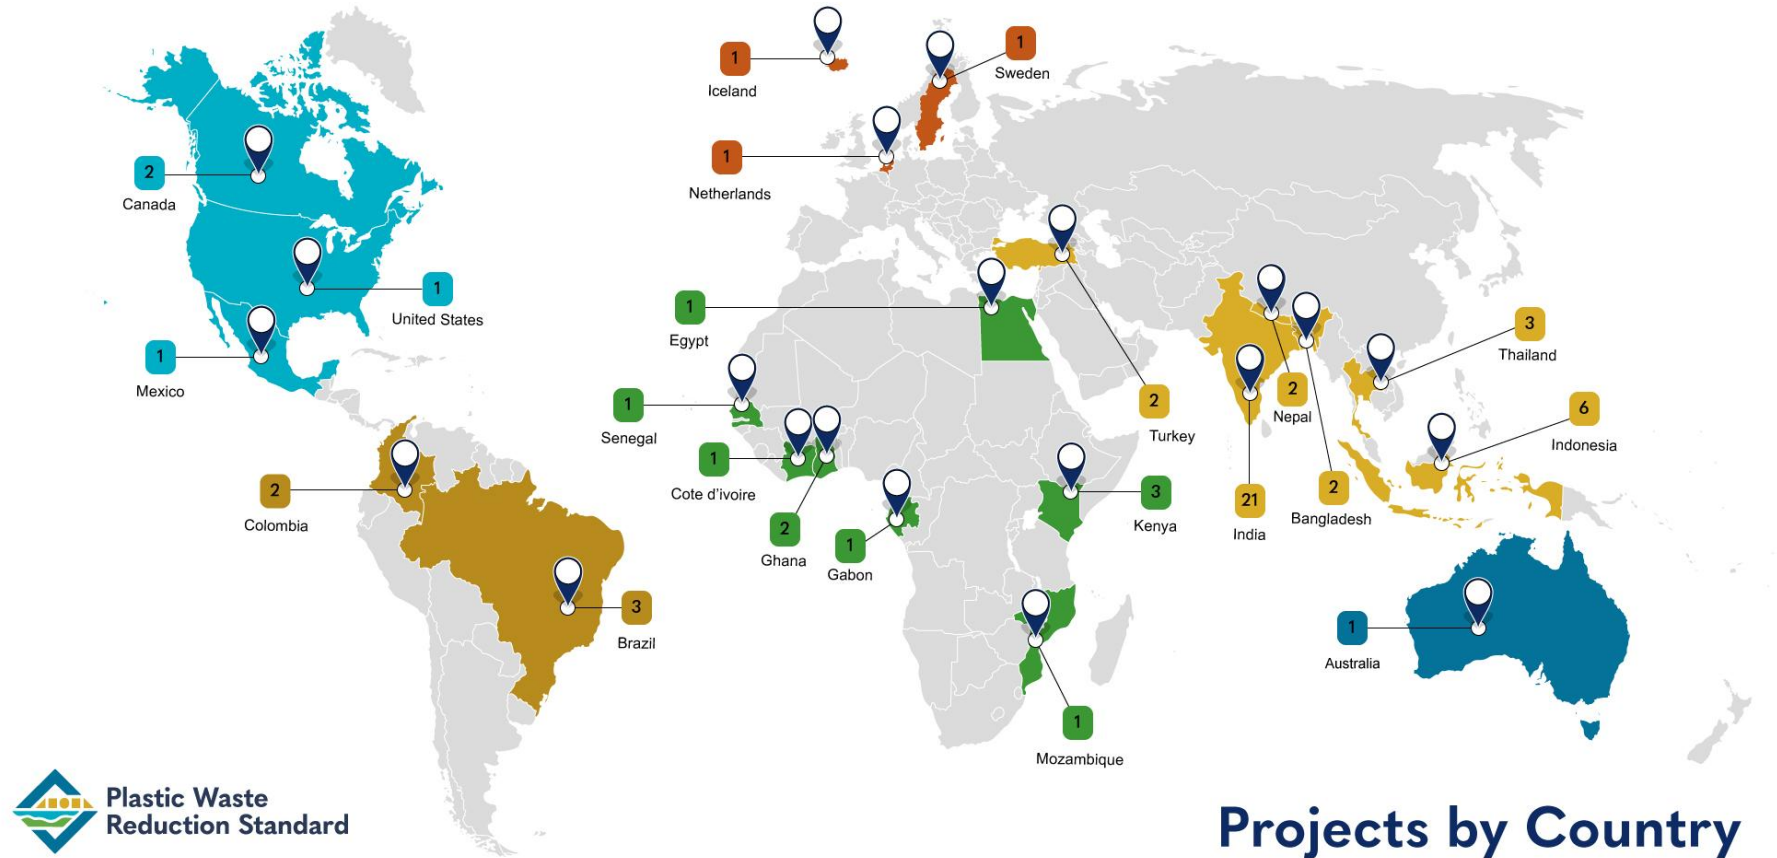 1
Iceland
1
Sweden
1
Netherlands
2
Canada
1
United States
1
Mexico
1
Egypt
2
Turkey
3
Thailand
2
Nepal
6
Indonesia
1
Senegal
1
Cote d'ivoire
2
Ghana
1
Gabon
3
Kenya
21
India
2
Bangladesh
2
Colombia
3
Brazil
1
Australia
1
Mozambique
Plastic Waste
Reduction Standard
Projects by Country